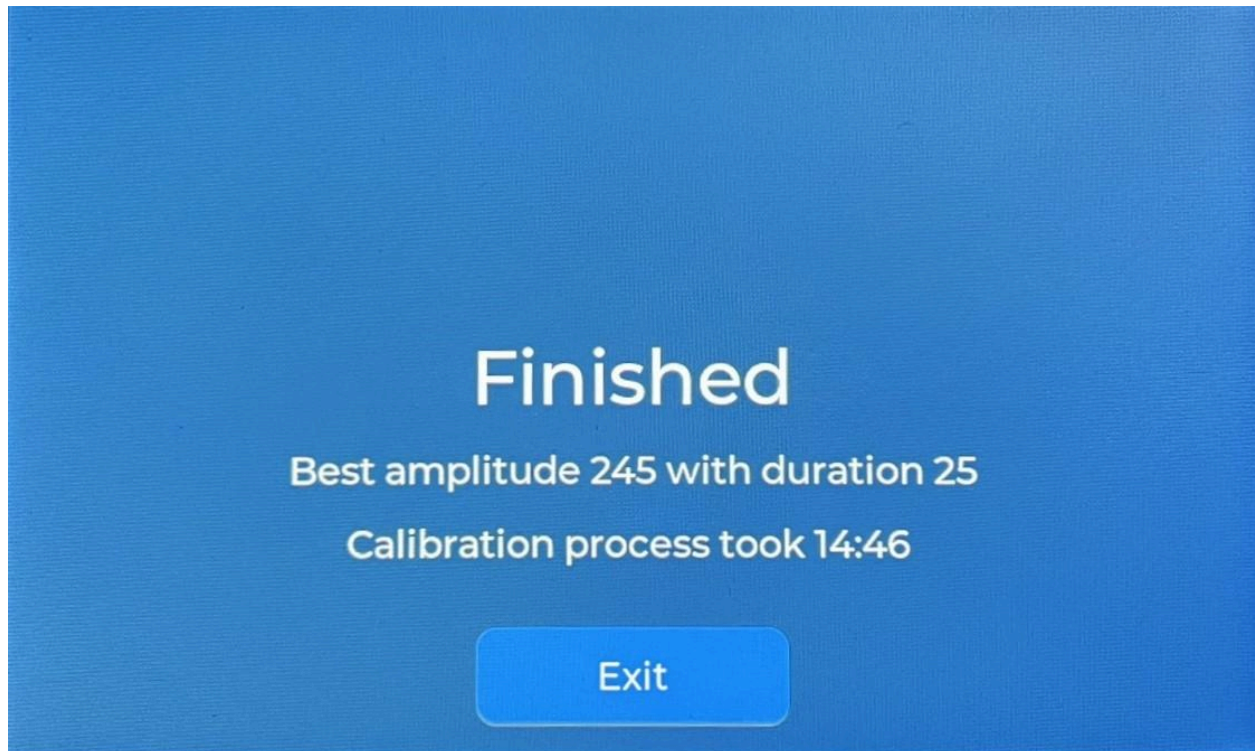 Finished
Best amplitude 245 with duration 25
Calibration process took 14:46
Exit